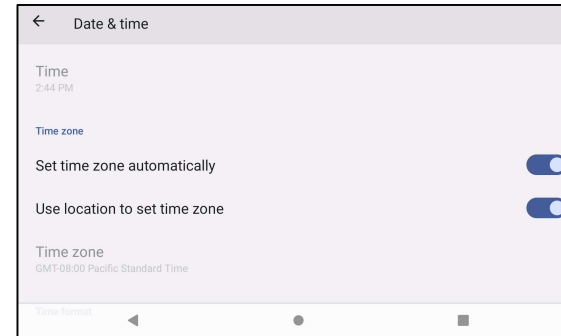 Date & time
Time
2:44 PM
Time zone
Set time zone automatically
Use location to set time zone
Time zone
GMT-08:00 Pacific Standard Time
Time format